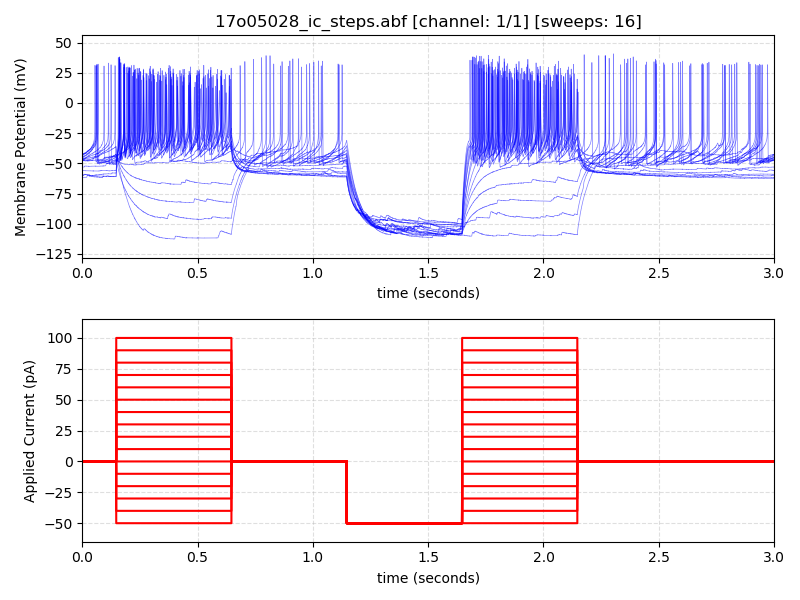 17o05028_ic_steps.abf [channel: 1/1] [sweeps: 16]
Membrane Potential (mV)
50
25
0
−25
−50
−75
−100
−125
0.0 0.5 1.0 1.5 2.0 2.5 3.0
time (seconds)
Applied Current (pA)
100
75
50
25
0
−25
−50
0.0 0.5 1.0 1.5 2.0 2.5 3.0
time (seconds)